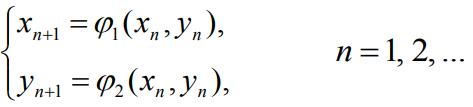 x_{n+1} = φ_1(x_n, y_n),
n = 1, 2, ...
y_{n+1} = φ_2(x_n, y_n),